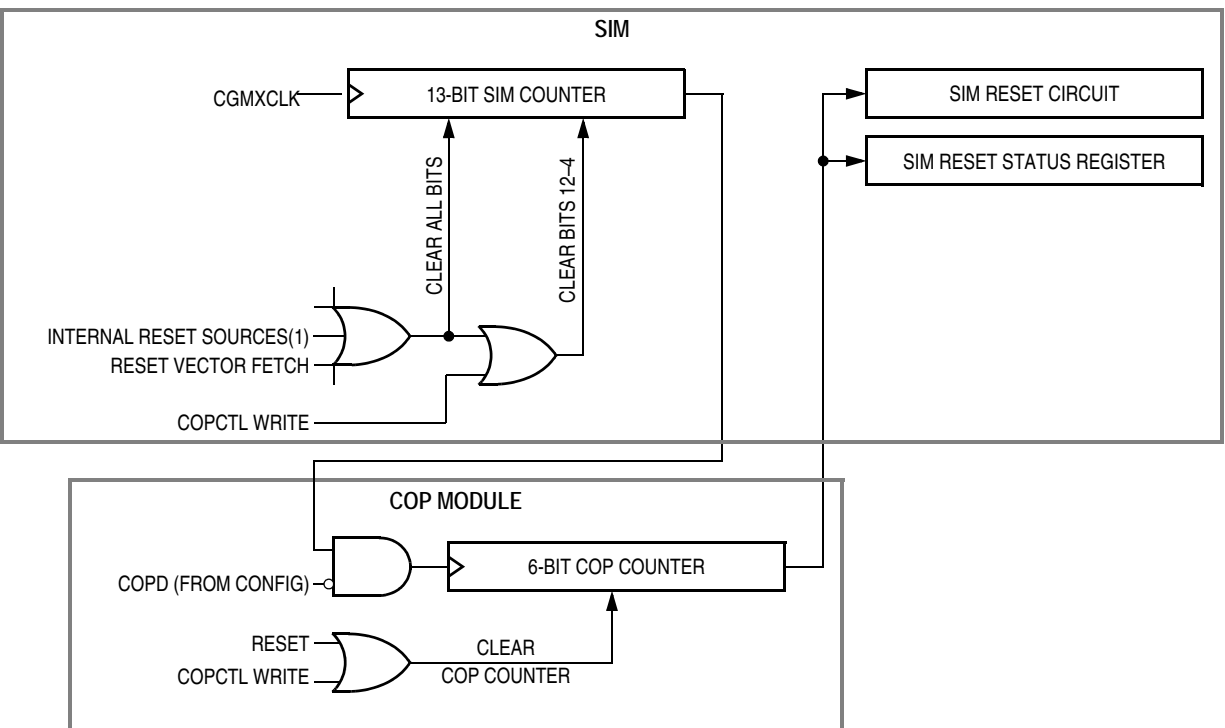 SIM
CGMXCLK
13-BIT SIM COUNTER
SIM RESET CIRCUIT
SIM RESET STATUS REGISTER
CLEAR ALL BITS
CLEAR BITS 12–4
INTERNAL RESET SOURCES(1)
RESET VECTOR FETCH
COPCTL WRITE
COP MODULE
COPD (FROM CONFIG)
6-BIT COP COUNTER
RESET
COPCTL WRITE
CLEAR
COP COUNTER